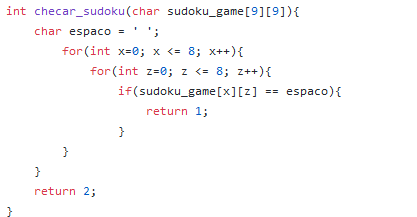 int checar_sudoku(char sudoku_game[9][9]){
    char espaco = ' ';
        for(int x=0; x <= 8; x++){
            for(int z=0; z <= 8; z++){
                if(sudoku_game[x][z] == espaco){
                    return 1;
                }
        }
    }
    return 2;
}